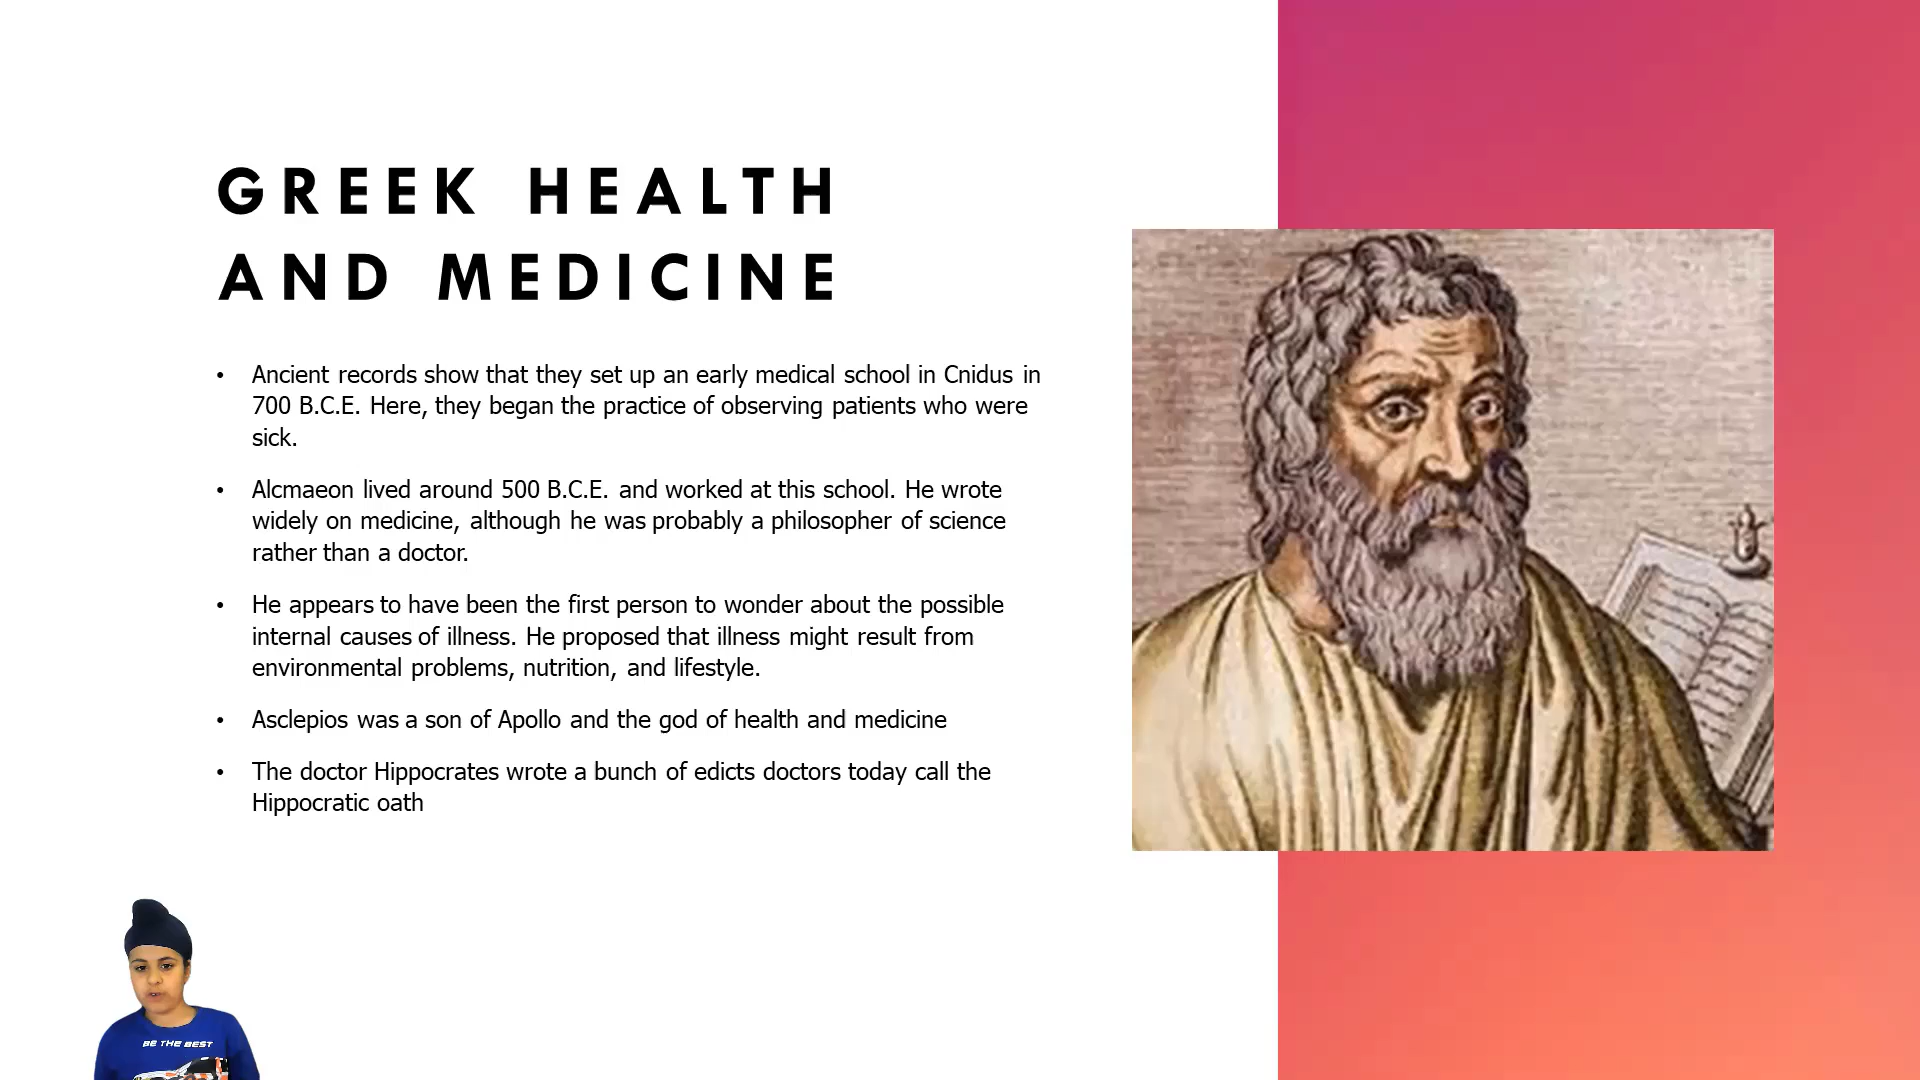 GREEK HEALTH
AND MEDICINE
• Ancient records show that they set up an early medical school in Cnidus in
700 B.C.E. Here, they began the practice of observing patients who were
sick.
• Alcmaeon lived around 500 B.C.E. and worked at this school. He wrote
widely on medicine, although he was probably a philosopher of science
rather than a doctor.
• He appears to have been the first person to wonder about the possible
internal causes of illness. He proposed that illness might result from
environmental problems, nutrition, and lifestyle.
• Asclepios was a son of Apollo and the god of health and medicine
• The doctor Hippocrates wrote a bunch of edicts doctors today call the
Hippocratic oath
BE THE BEST